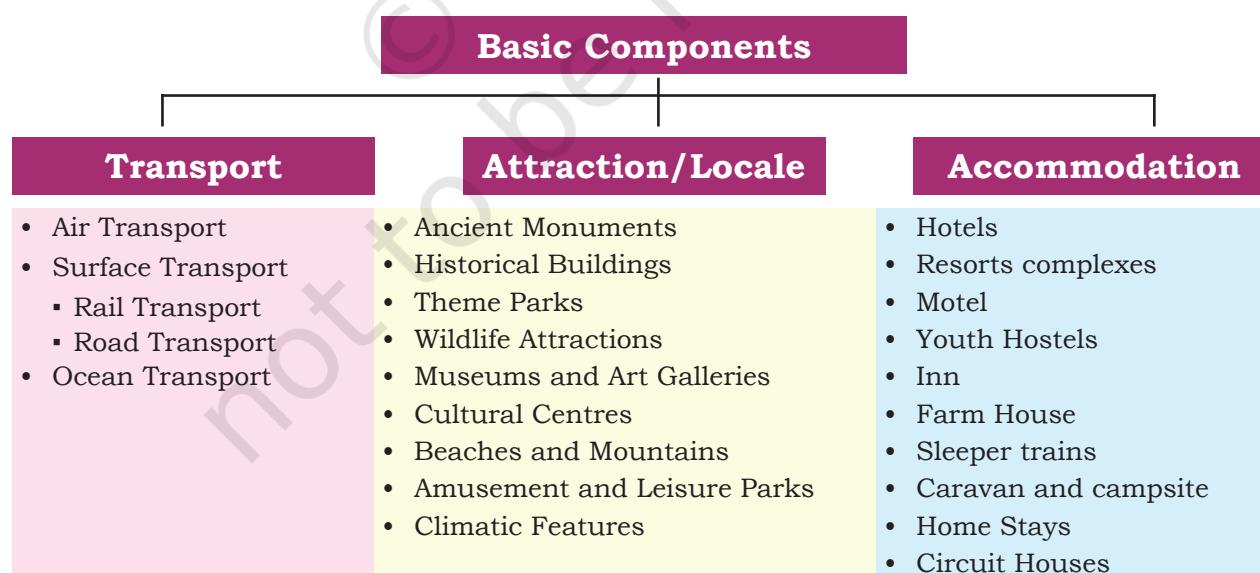 Basic Components
Transport
• Air Transport
• Surface Transport
▪ Rail Transport
▪ Road Transport
• Ocean Transport
Attraction/Locale
• Ancient Monuments
• Historical Buildings
• Theme Parks
• Wildlife Attractions
• Museums and Art Galleries
• Cultural Centres
• Beaches and Mountains
• Amusement and Leisure Parks
• Climatic Features
Accommodation
• Hotels
• Resorts complexes
• Motel
• Youth Hostels
• Inn
• Farm House
• Sleeper trains
• Caravan and campsite
• Home Stays
• Circuit Houses
©
not to be